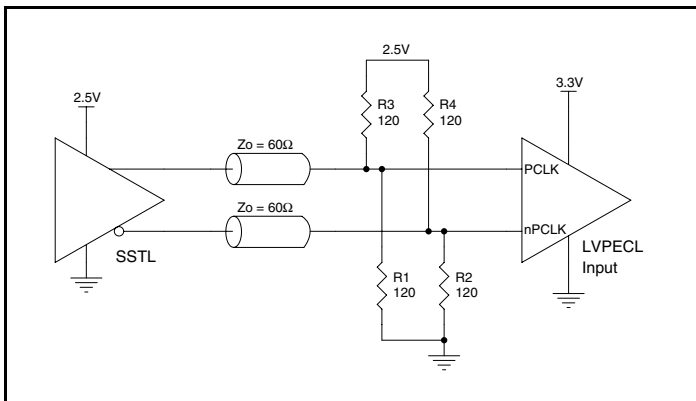 2.5V
3.3V
2.5V
R3
120
R4
120
Zo = 60Ω
PCLK
Zo = 60Ω
nPCLK
SSTL
LVPECL
Input
R1
120
R2
120